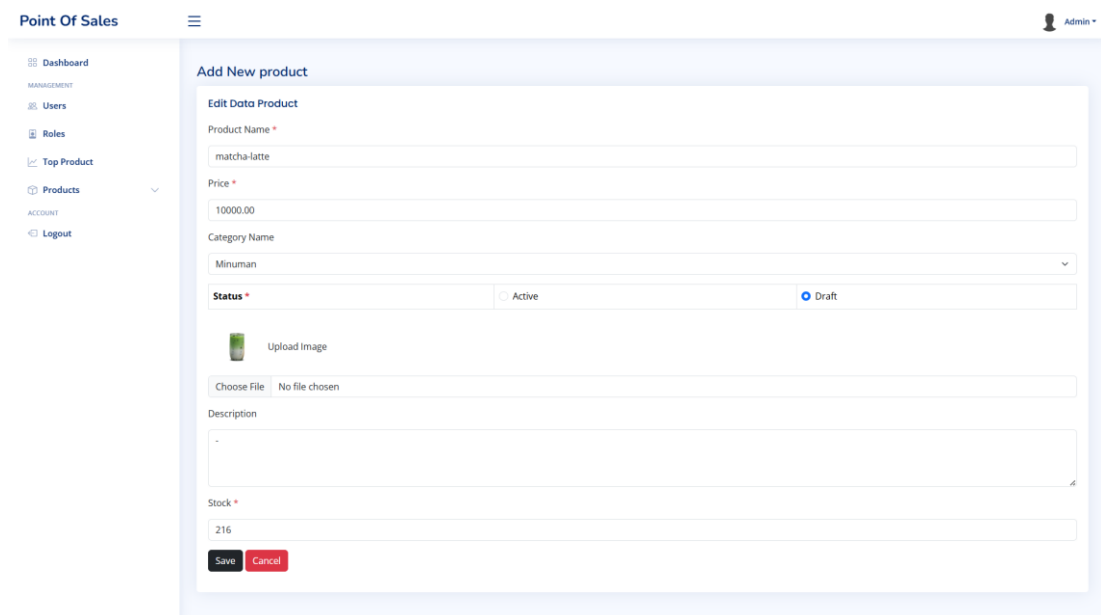 Point Of Sales
Admin
Dashboard
MANAGEMENT
Users
Roles
Top Product
Products
ACCOUNT
Logout
Add New product
Edit Data Product
Product Name *
matcha-latte
Price *
10000.00
Category Name
Minuman
Status * Active Draft
Upload Image
Choose File No file chosen
Description
-
Stock *
216
Save Cancel